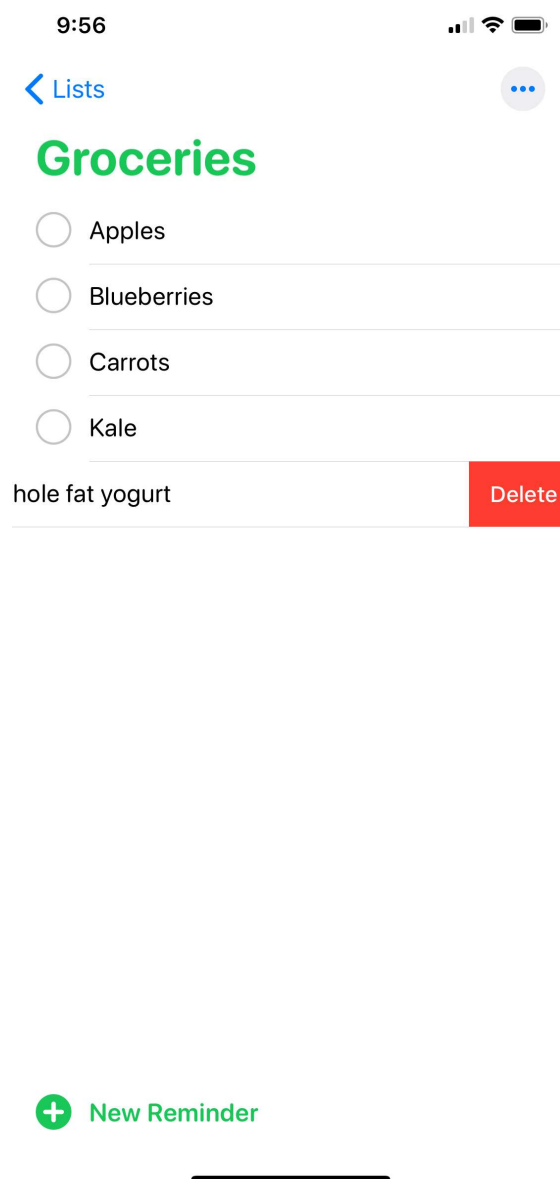 9:56
Lists
Groceries
Apples
Blueberries
Carrots
Kale
hole fat yogurt
Delete
New Reminder